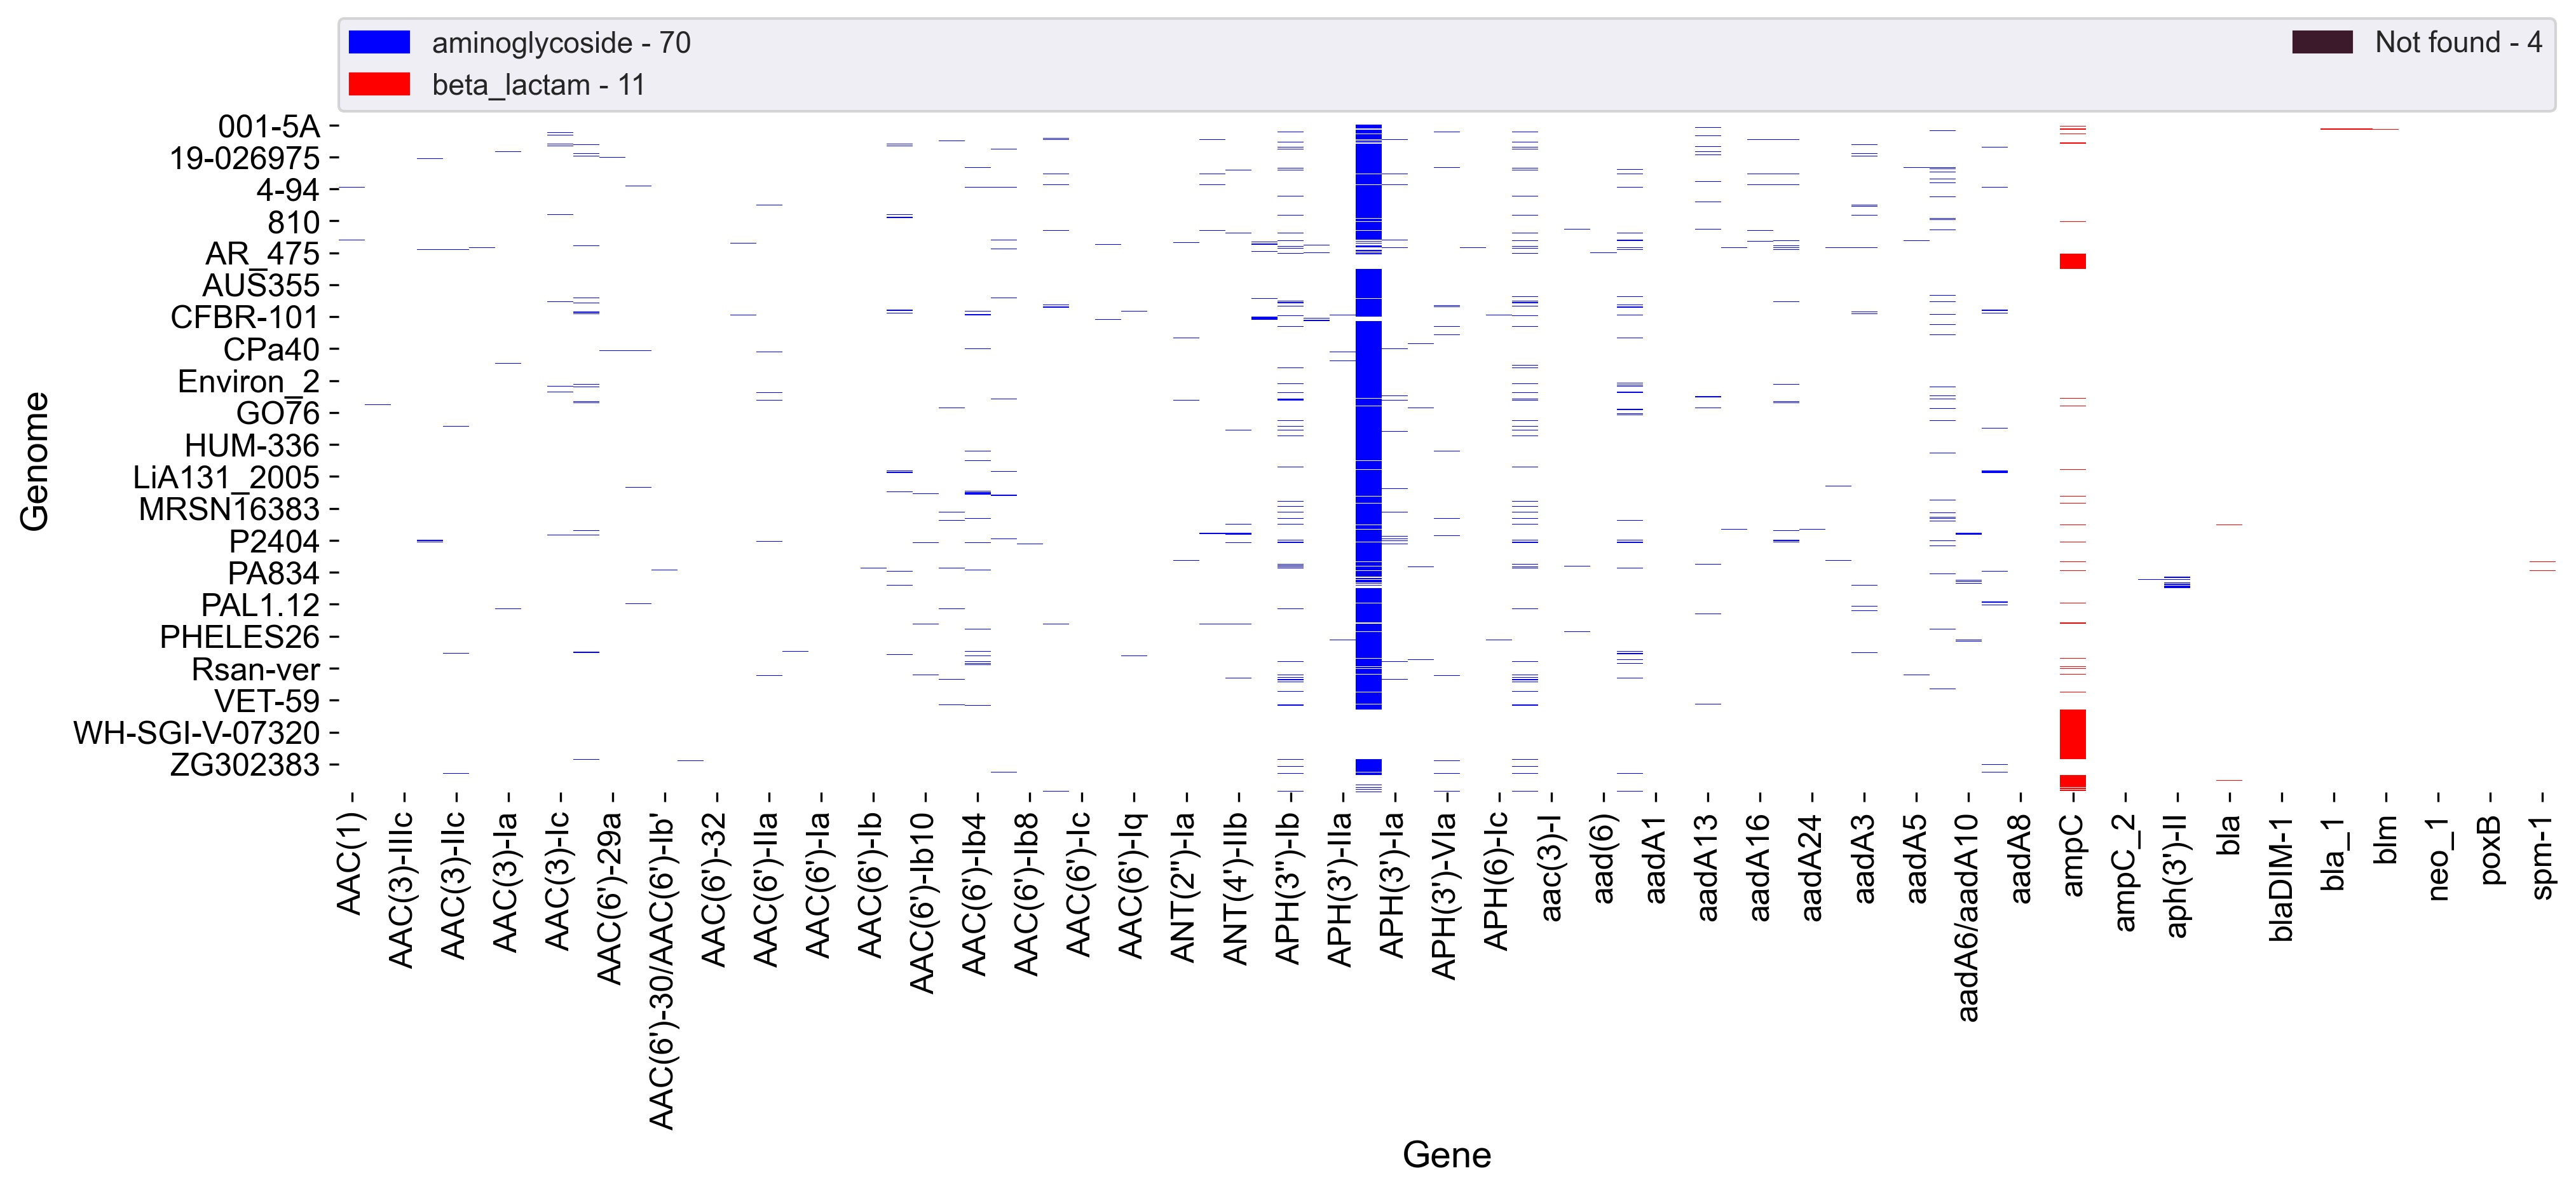 aminoglycoside - 70
beta_lactam - 11
Not found - 4
Genome
001-5A
19-026975
4-94
810
AR_475
AUS355
CFBR-101
CPa40
Environ_2
GO76
HUM-336
LiA131_2005
MRSN16383
P2404
PA834
PAL1.12
PHELES26
Rsan-ver
VET-59
WH-SGI-V-07320
ZG302383
AAC(1)
AAC(3)-IIIc
AAC(3)-IIc
AAC(3)-Ia
AAC(3)-Ic
AAC(6')-29a
AAC(6')-30/AAC(6')-Ib'
AAC(6')-32
AAC(6')-IIa
AAC(6')-Ia
AAC(6')-Ib
AAC(6')-Ib10
AAC(6')-Ib4
AAC(6')-Ib8
AAC(6')-Ic
AAC(6')-Iq
ANT(2'')-Ia
ANT(4')-IIb
APH(3'')-Ib
APH(3')-IIa
APH(3')-Ia
APH(3')-VIa
APH(6)-Ic
aac(3)-I
aad(6)
aadA1
aadA13
aadA16
aadA24
aadA3
aadA5
aadA6/aadA10
aadA8
ampC
ampC_2
aph(3')-II
bla
blaDIM-1
bla_1
blm
neo_1
poxB
spm-1
Gene